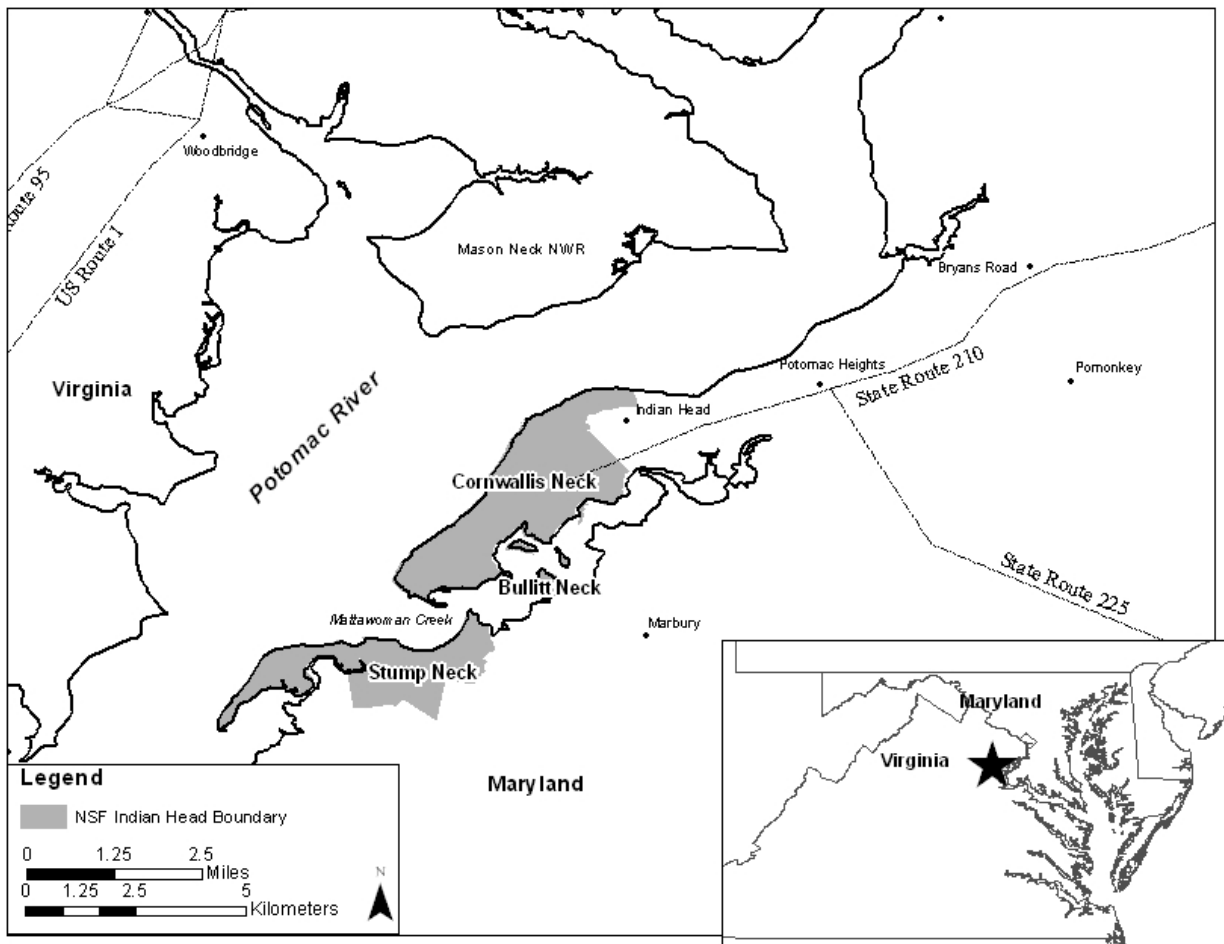 Woodbridge
Route 95
US Route 1
Mason Neck NWR
Bryans Road
Virginia
Potomac River
Potomac Heights
State Route 210
Pomonkey
Indian Head
Cornwallis Neck
Bullitt Neck
State Route 225
Mattawoman Creek
Marbury
Stump Neck
Maryland
Legend
NSF Indian Head Boundary
0 1.25 2.5
Miles
0 1.25 2.5 5
Kilometers
N
Maryland
Virginia